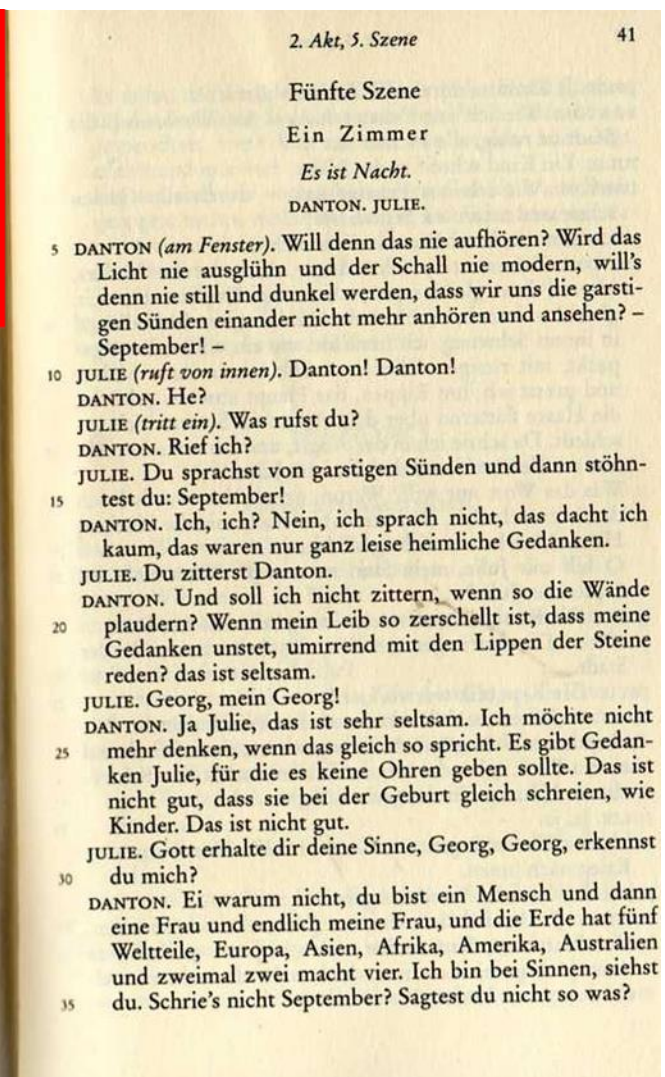 2. Akt, 5. Szene 41
Fünfte Szene
Ein Zimmer
Es ist Nacht.
DANTON. JULIE.
5 DANTON (am Fenster). Will denn das nie aufhören? Wird das
Licht nie ausglühn und der Schall nie modern, will's
denn nie still und dunkel werden, dass wir uns die garsti-
gen Sünden einander nicht mehr anhören und ansehen? –
September! –
10 JULIE (ruft von innen). Danton! Danton!
DANTON. He?
JULIE (tritt ein). Was rufst du?
DANTON. Rief ich?
JULIE. Du sprachst von garstigen Sünden und dann stöhn-
15 test du: September!
DANTON. Ich, ich? Nein, ich sprach nicht, das dacht ich
kaum, das waren nur ganz leise heimliche Gedanken.
JULIE. Du zitterst Danton.
DANTON. Und soll ich nicht zittern, wenn so die Wände
20 plaudern? Wenn mein Leib so zerschellt ist, dass meine
Gedanken unstet, umirrend mit den Lippen der Steine
reden? das ist seltsam.
JULIE. Georg, mein Georg!
DANTON. Ja Julie, das ist sehr seltsam. Ich möchte nicht
25 mehr denken, wenn das gleich so spricht. Es gibt Gedan-
ken Julie, für die es keine Ohren geben sollte. Das ist
nicht gut, dass sie bei der Geburt gleich schreien, wie
Kinder. Das ist nicht gut.
JULIE. Gott erhalte dir deine Sinne, Georg, Georg, erkennst
30 du mich?
DANTON. Ei warum nicht, du bist ein Mensch und dann
eine Frau und endlich meine Frau, und die Erde hat fünf
Weltteile, Europa, Asien, Afrika, Amerika, Australien
und zweimal zwei macht vier. Ich bin bei Sinnen, siehst
35 du. Schrie's nicht September? Sagtest du nicht so was?